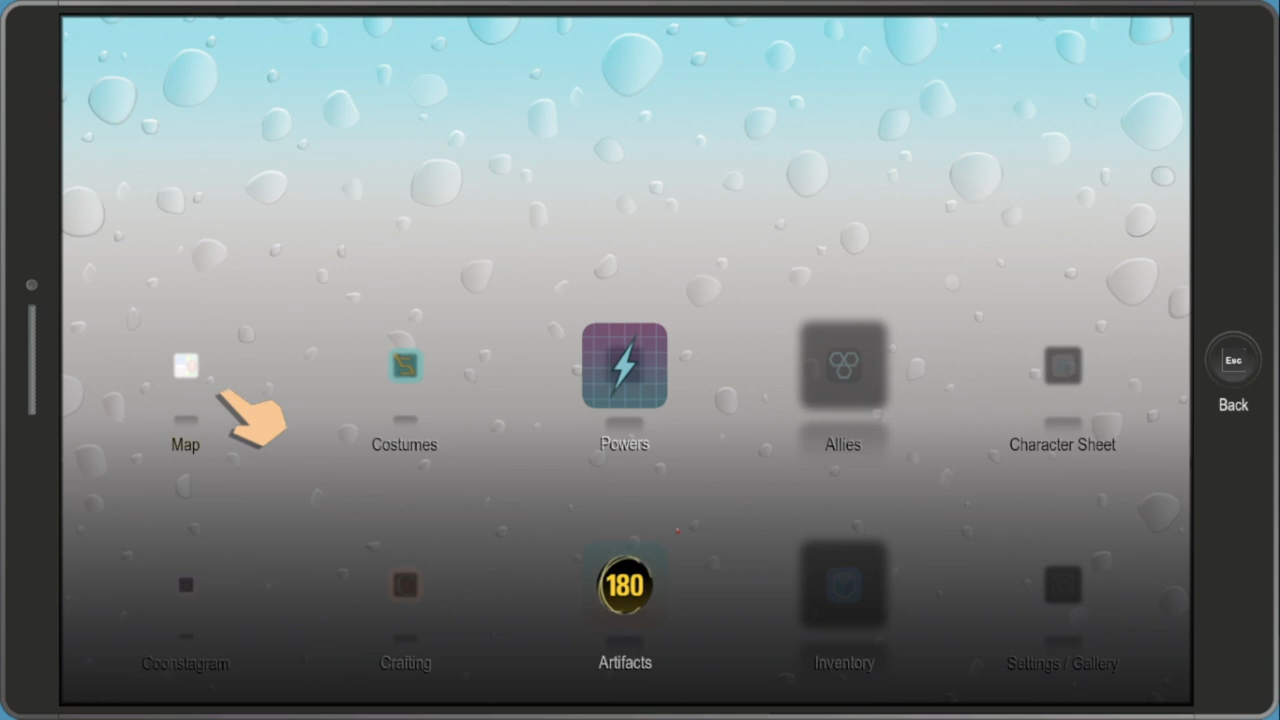 Esc
Back
Map
Costumes
Powers
Allies
Character Sheet
180
Coonstagram
Crafting
Artifacts
Inventory
Settings / Gallery